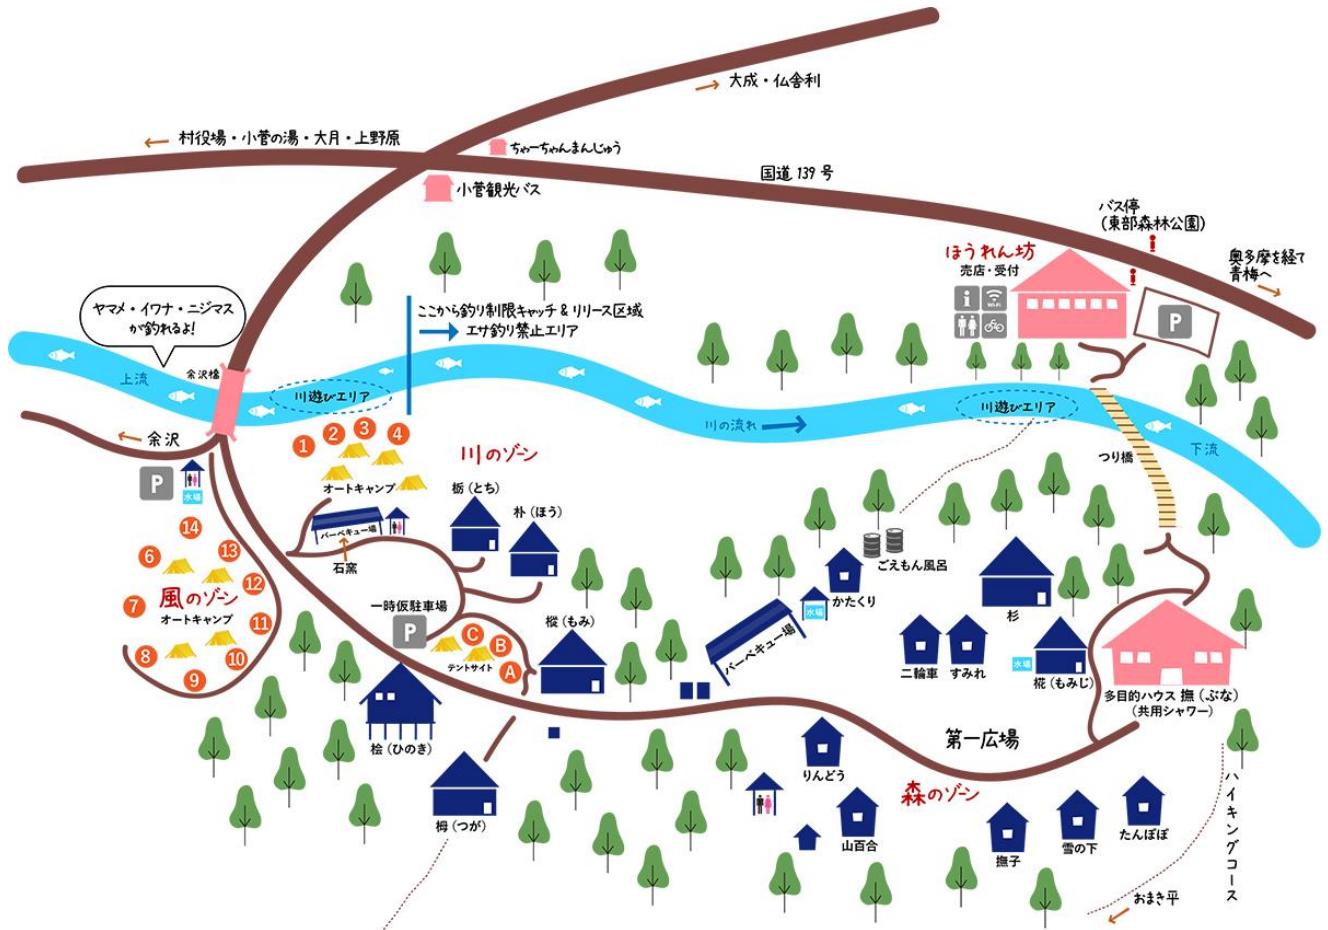 大成・仏舎利
村役場・小菅の湯・大月・上野原
ちゃーちゃんまんじゅう
国道139号
小菅観光バス
バス停
(東部森林公園)
ほうれん坊
売店・受付
奥多摩を経て
青梅へ
i
Wi-Fi
P
ヤマメ・イワナ・ニジマス
が釣れるよ!
ここから釣り制限キャッチ&リリース区域
エサ釣り禁止エリア
上流
余沢橋
川遊びエリア
川の流れ
川遊びエリア
下流
つり橋
余沢
P
水場
1
2
3
4
オートキャンプ
川のゾーン
栃(とち)
朴(ほう)
バーベキュー場
石窯
14
6
13
12
7
風のゾーン
オートキャンプ
11
8
10
9
一時仮駐車場
P
C
B
A
テントサイト
樅(もみ)
桧(ひのき)
栂(つが)
ごえもん風呂
かたくり
水場
バーベキュー場
杉
二輪車
すみれ
水場
椛(もみじ)
多目的ハウス 撫(ぶな)
(共用シャワー)
第一広場
りんどう
森のゾーン
山百合
撫子
雪の下
たんぽぽ
ハイキングコース
おまき平